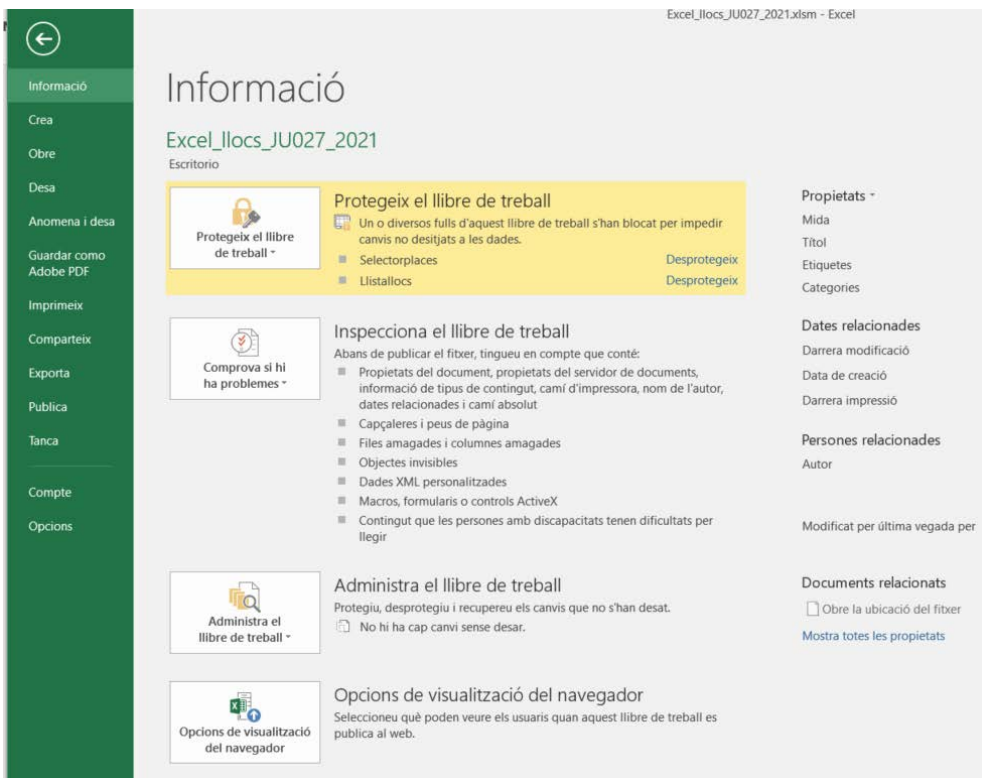 Excel_llocs_JU027_2021.xlsm - Excel
Informació
Crea
Obre
Desa
Anomena i desa
Guardar como
Adobe PDF
Imprimeix
Comparteix
Exporta
Publica
Tanca
Compte
Opcions
Informació
Excel_llocs_JU027_2021
Escritorio
Protegeix el llibre
de treball
Protegeix el llibre de treball
Un o diversos fulls d'aquest llibre de treball s'han blocat per impedir
canvis no desitjats a les dades.
Selectorplaces Desprotegeix
Llistallocs Desprotegeix
Comprova si hi
ha problemes
Inspecciona el llibre de treball
Abans de publicar el fitxer, tingueu en compte que conté:
Propietats del document, propietats del servidor de documents,
informació de tipus de contingut, camí d'impressora, nom de l'autor,
dates relacionades i camí absolut
Capçaleres i peus de pàgina
Files amagades i columnes amagades
Objectes invisibles
Dades XML personalitzades
Macros, formularis o controls ActiveX
Contingut que les persones amb discapacitats tenen dificultats per
llegir
Administra el
llibre de treball
Administra el llibre de treball
Protegiu, desprotegiu i recupereu els canvis que no s'han desat.
No hi ha cap canvi sense desar.
Opcions de visualització
del navegador
Opcions de visualització del navegador
Seleccioneu què poden veure els usuaris quan aquest llibre de treball es
publica al web.
Propietats
Mida
Títol
Etiquetes
Categories
Dates relacionades
Darrera modificació
Data de creació
Darrera impressió
Persones relacionades
Autor
Modificat per última vegada per
Documents relacionats
Obre la ubicació del fitxer
Mostra totes les propietats